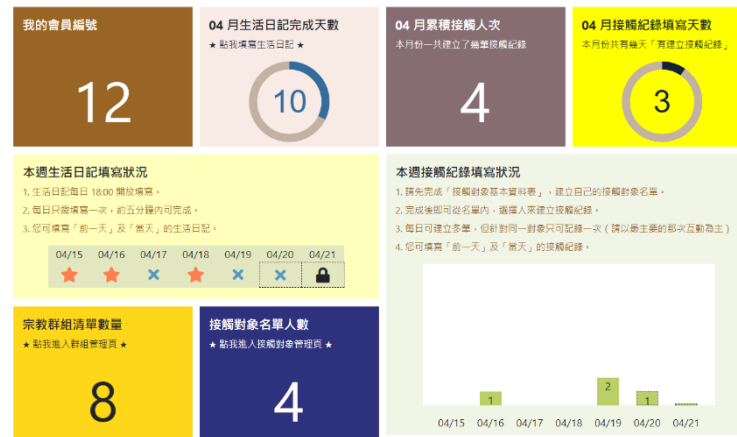 我的會員編號
12
04 月生活日記完成天數
★ 點我填寫生活日記 ★
10
04 月累積接觸人次
本月份一共建立了幾筆接觸紀錄
4
04 月接觸紀錄填寫天數
本月份共有幾天「有建立接觸紀錄」
3
本週生活日記填寫狀況
1. 生活日記每日 18:00 開放填寫。
2. 每日只需填寫一次，約五分鐘內可完成。
3. 您可填寫「前一天」及「當天」的生活日記。
04/15 04/16 04/17 04/18 04/19 04/20 04/21
本週接觸紀錄填寫狀況
1. 請先完成「接觸對象基本資料表」，建立自己的接觸對象名單。
2. 完成後即可從名單內，選擇人來建立接觸紀錄。
3. 每日可建立多筆，但針對同一對象只可記錄一次（請以最主要的那次互動為主）
4. 您可填寫「前一天」及「當天」的接觸紀錄。
1 2 1
04/15 04/16 04/17 04/18 04/19 04/20 04/21
宗教群組清單數量
★ 點我進入群組管理頁 ★
8
接觸對象名單人數
★ 點我進入接觸對象管理頁 ★
4